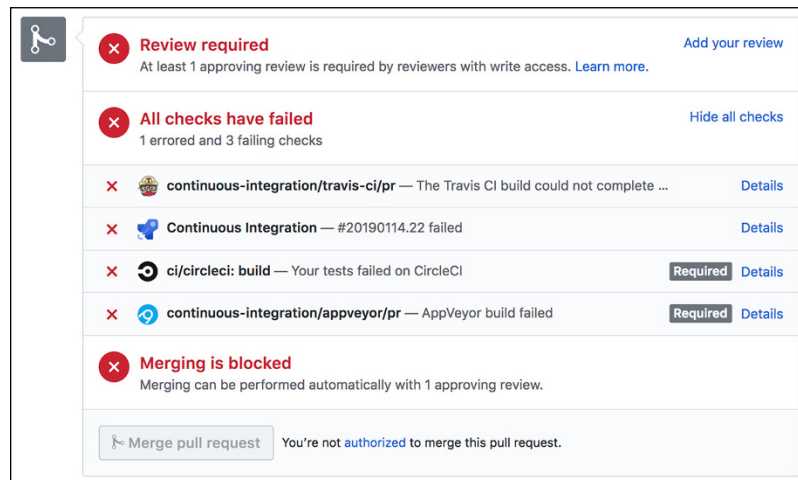 Review required
Add your review
At least 1 approving review is required by reviewers with write access. Learn more.
All checks have failed
Hide all checks
1 errored and 3 failing checks
continuous-integration/travis-ci/pr — The Travis CI build could not complete ...
Details
Continuous Integration — #20190114.22 failed
Details
ci/circleci: build — Your tests failed on CircleCI
Required
Details
continuous-integration/appveyor/pr — AppVeyor build failed
Required
Details
Merging is blocked
Merging can be performed automatically with 1 approving review.
Merge pull request
You're not authorized to merge this pull request.